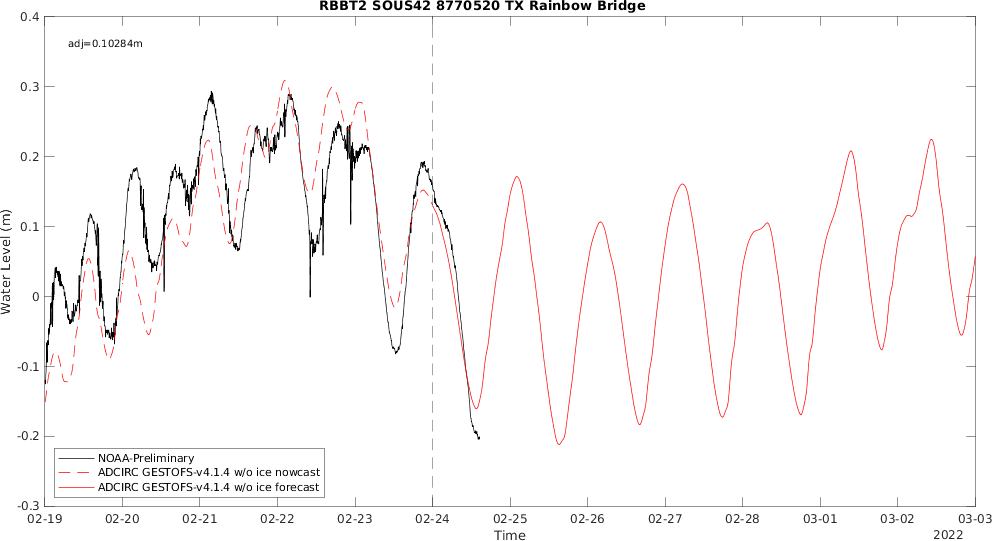 RBBT2 SOUS42 8770520 TX Rainbow Bridge
adj=0.10284m
0.4
0.3
0.2
0.1
0
-0.1
-0.2
-0.3
Water Level (m)
NOAA-Preliminary
ADCIRC GESTOFS-v4.1.4 w/o ice nowcast
ADCIRC GESTOFS-v4.1.4 w/o ice forecast
02-19 02-20 02-21 02-22 02-23 02-24 02-25 02-26 02-27 02-28 03-01 03-02 03-03
Time
2022